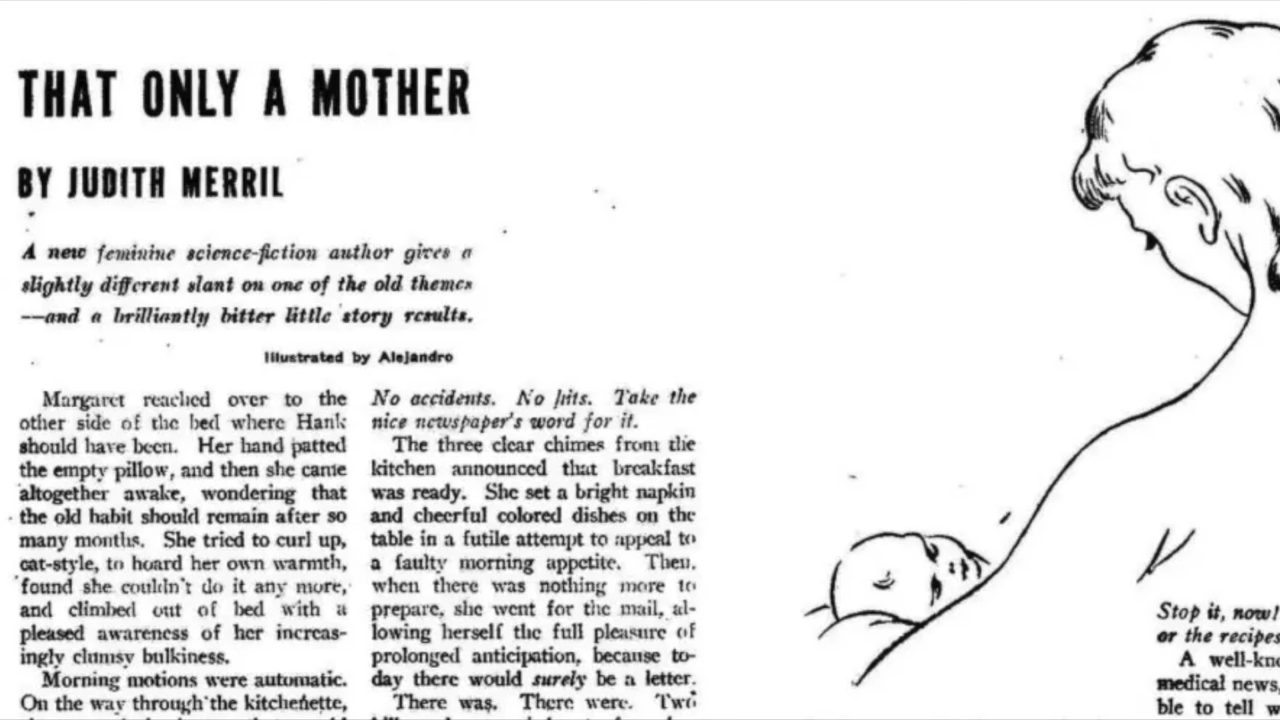 THAT ONLY A MOTHER
BY JUDITH MERRIL
A new feminine science-fiction author gives a
slightly different slant on one of the old themes
—and a brilliantly bitter little story results.
Illustrated by Alejandro
Margaret reached over to the
other side of the bed where Hank
should have been. Her hand patted
the empty pillow, and then she came
altogether awake, wondering that
the old habit should remain after so
many months. She tried to curl up,
cat-style, to hoard her own warmth,
found she couldn't do it any more,
and climbed out of bed with a
pleased awareness of her increas-
ingly clumsy bulkiness.
Morning motions were automatic.
On the way through the kitchenette,
No accidents. No hits. Take the
nice newspaper's word for it.
The three clear chimes from the
kitchen announced that breakfast
was ready. She set a bright napkin
and cheerful colored dishes on the
table in a futile attempt to appeal to
a faulty morning appetite. Then,
when there was nothing more to
prepare, she went for the mail, al-
lowing herself the full pleasure of
prolonged anticipation, because to-
day there would surely be a letter.
There was. There were. Two
Stop it, now!
or the recipes
A well-kno
medical news,
ble to tell w